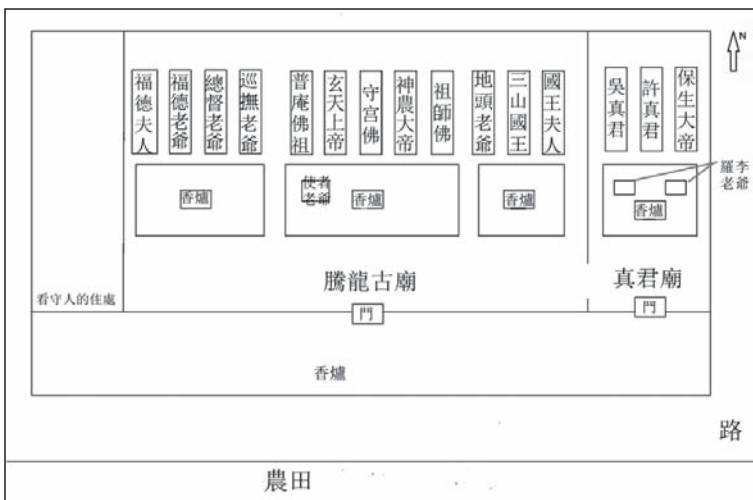 N
福德夫人
福德老爺
總督老爺
巡撫老爺
普庵佛祖
玄天上帝
守宮佛
神農大帝
祖師佛
地頭老爺
三山國王
國王夫人
吳真君
許真君
保生大帝
羅李
老爺
香爐
使者
老爺
香爐
香爐
香爐
騰龍古廟
真君廟
看守人的住處
門
門
香爐
路
農田